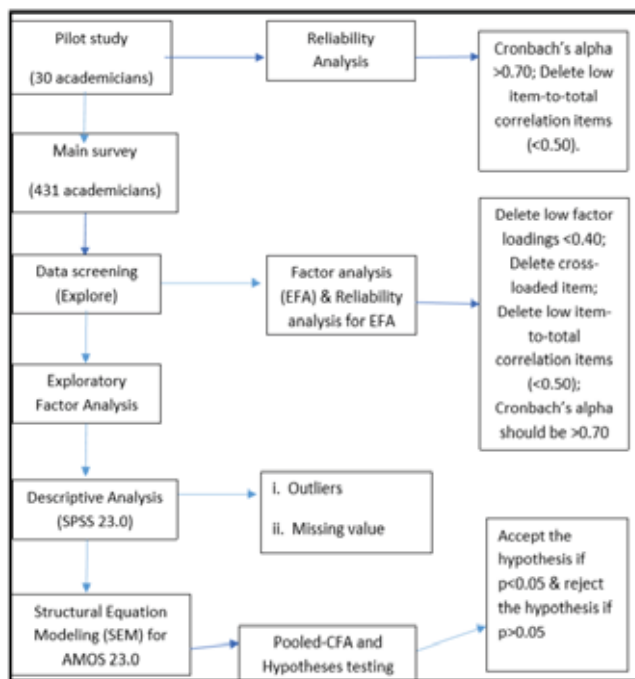 Pilot study
(30 academicians)
Reliability
Analysis
Cronbach's alpha
>0.70; Delete low
item-to-total
correlation items
(<0.50).
Main survey
(431 academicians)
Data screening
(Explore)
Factor analysis
(EFA) & Reliability
analysis for EFA
Delete low factor
loadings <0.40;
Delete cross-
loaded item;
Delete low item-
to-total
correlation items
(<0.50);
Cronbach's alpha
should be >0.70
Exploratory
Factor Analysis
Descriptive Analysis
(SPSS 23.0)
i. Outliers
ii. Missing value
Structural Equation
Modeling (SEM) for
AMOS 23.0
Pooled-CFA and
Hypotheses testing
Accept the
hypothesis if
p<0.05 & reject
the hypothesis if
p>0.05